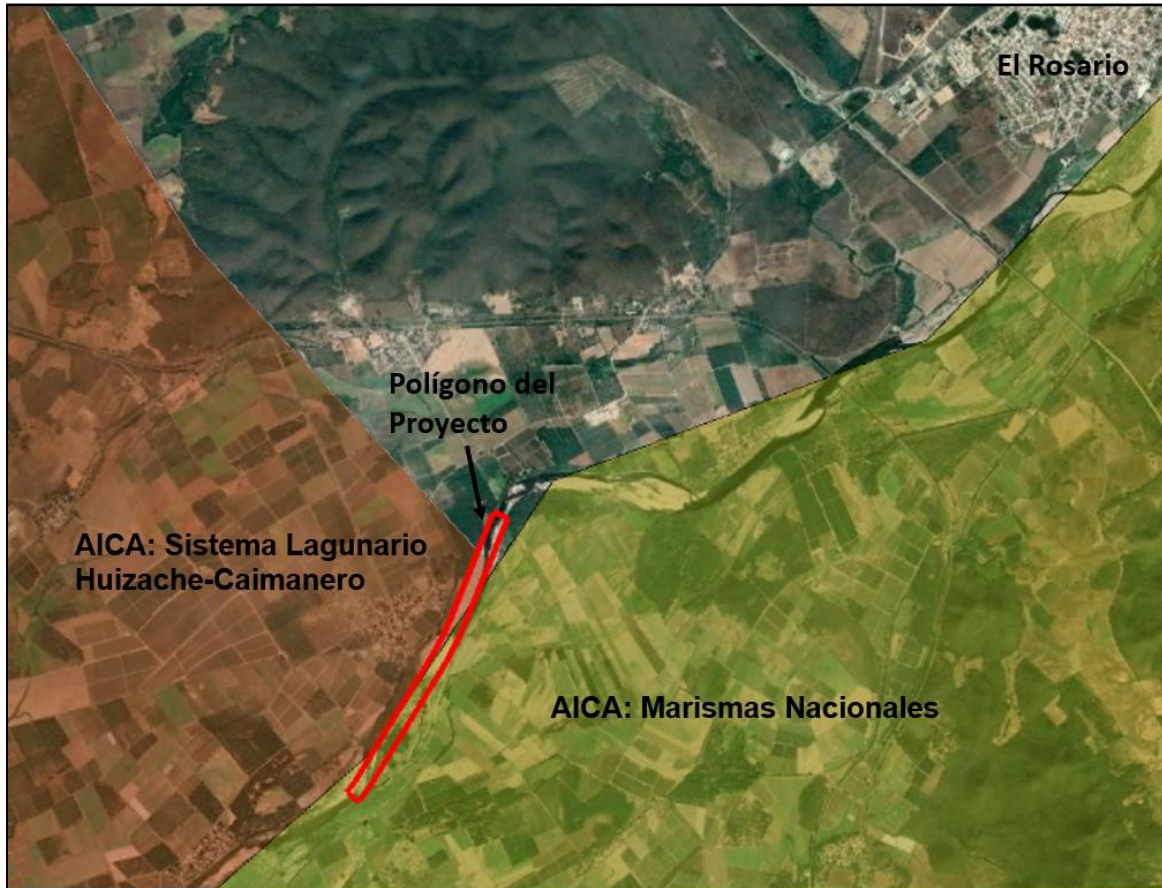 El Rosario
Polígono del
Proyecto
AICA: Sistema Lagunario
Huizache-Caimanero
AICA: Marismas Nacionales